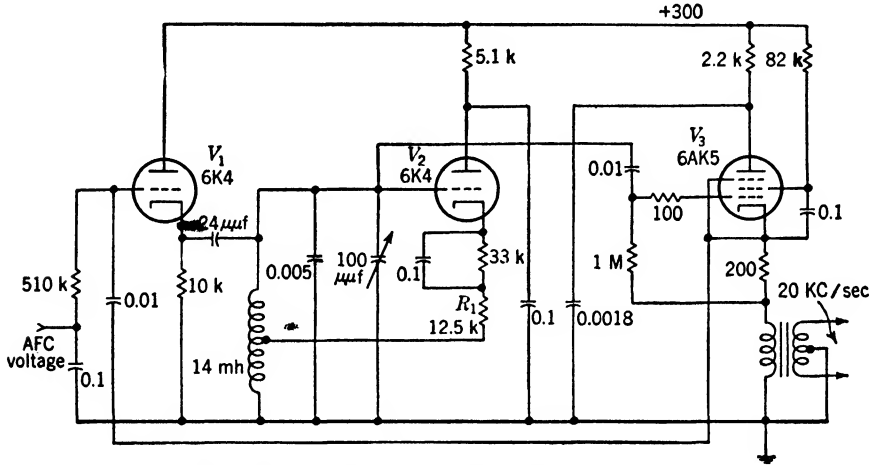 +300
5.1 k
2.2 k
82 k
V₁
6K4
V₂
6K4
V₃
6AK5
0.01
24 μμf
100
0.1
510 k
0.01
10 k
0.005
100
μμf
0.1
33 k
1 M
200
20 KC/sec
R₁
12.5 k
0.1
0.0018
AFC
voltage
0.1
14 mh